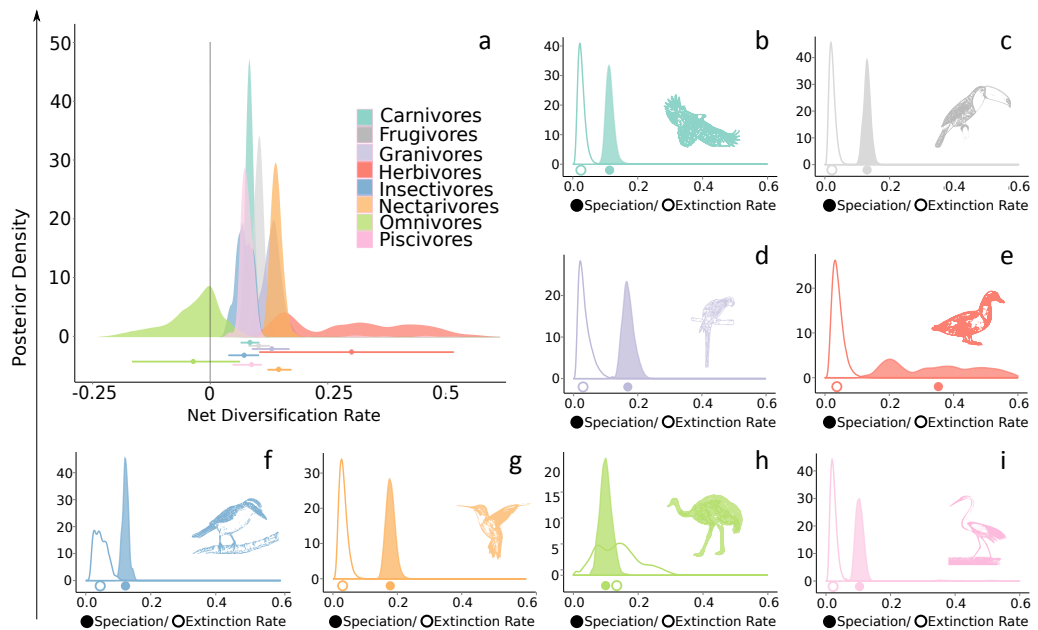 Posterior Density
a
50
40
30
20
10
0
-0.25
0
0.25
0.5
Net Diversification Rate
Carnivores
Frugivores
Granivores
Herbivores
Insectivores
Nectarivores
Omnivores
Piscivores
b
40
30
20
10
0
0.0 0.2 0.4 0.6
Speciation/ Extinction Rate
c
40
30
20
10
0
0.0 0.2 0.4 0.6
Speciation/ Extinction Rate
d
20
10
0
0.0 0.2 0.4 0.6
Speciation/ Extinction Rate
e
20
10
0
0.0 0.2 0.4 0.6
Speciation/ Extinction Rate
f
40
30
20
10
0
0.0 0.2 0.4 0.6
Speciation/ Extinction Rate
g
30
20
10
0
0.0 0.2 0.4 0.6
Speciation/ Extinction Rate
h
20
15
10
5
0
0.0 0.2 0.4 0.6
Speciation/ Extinction Rate
i
40
30
20
10
0
0.0 0.2 0.4 0.6
Speciation/ Extinction Rate